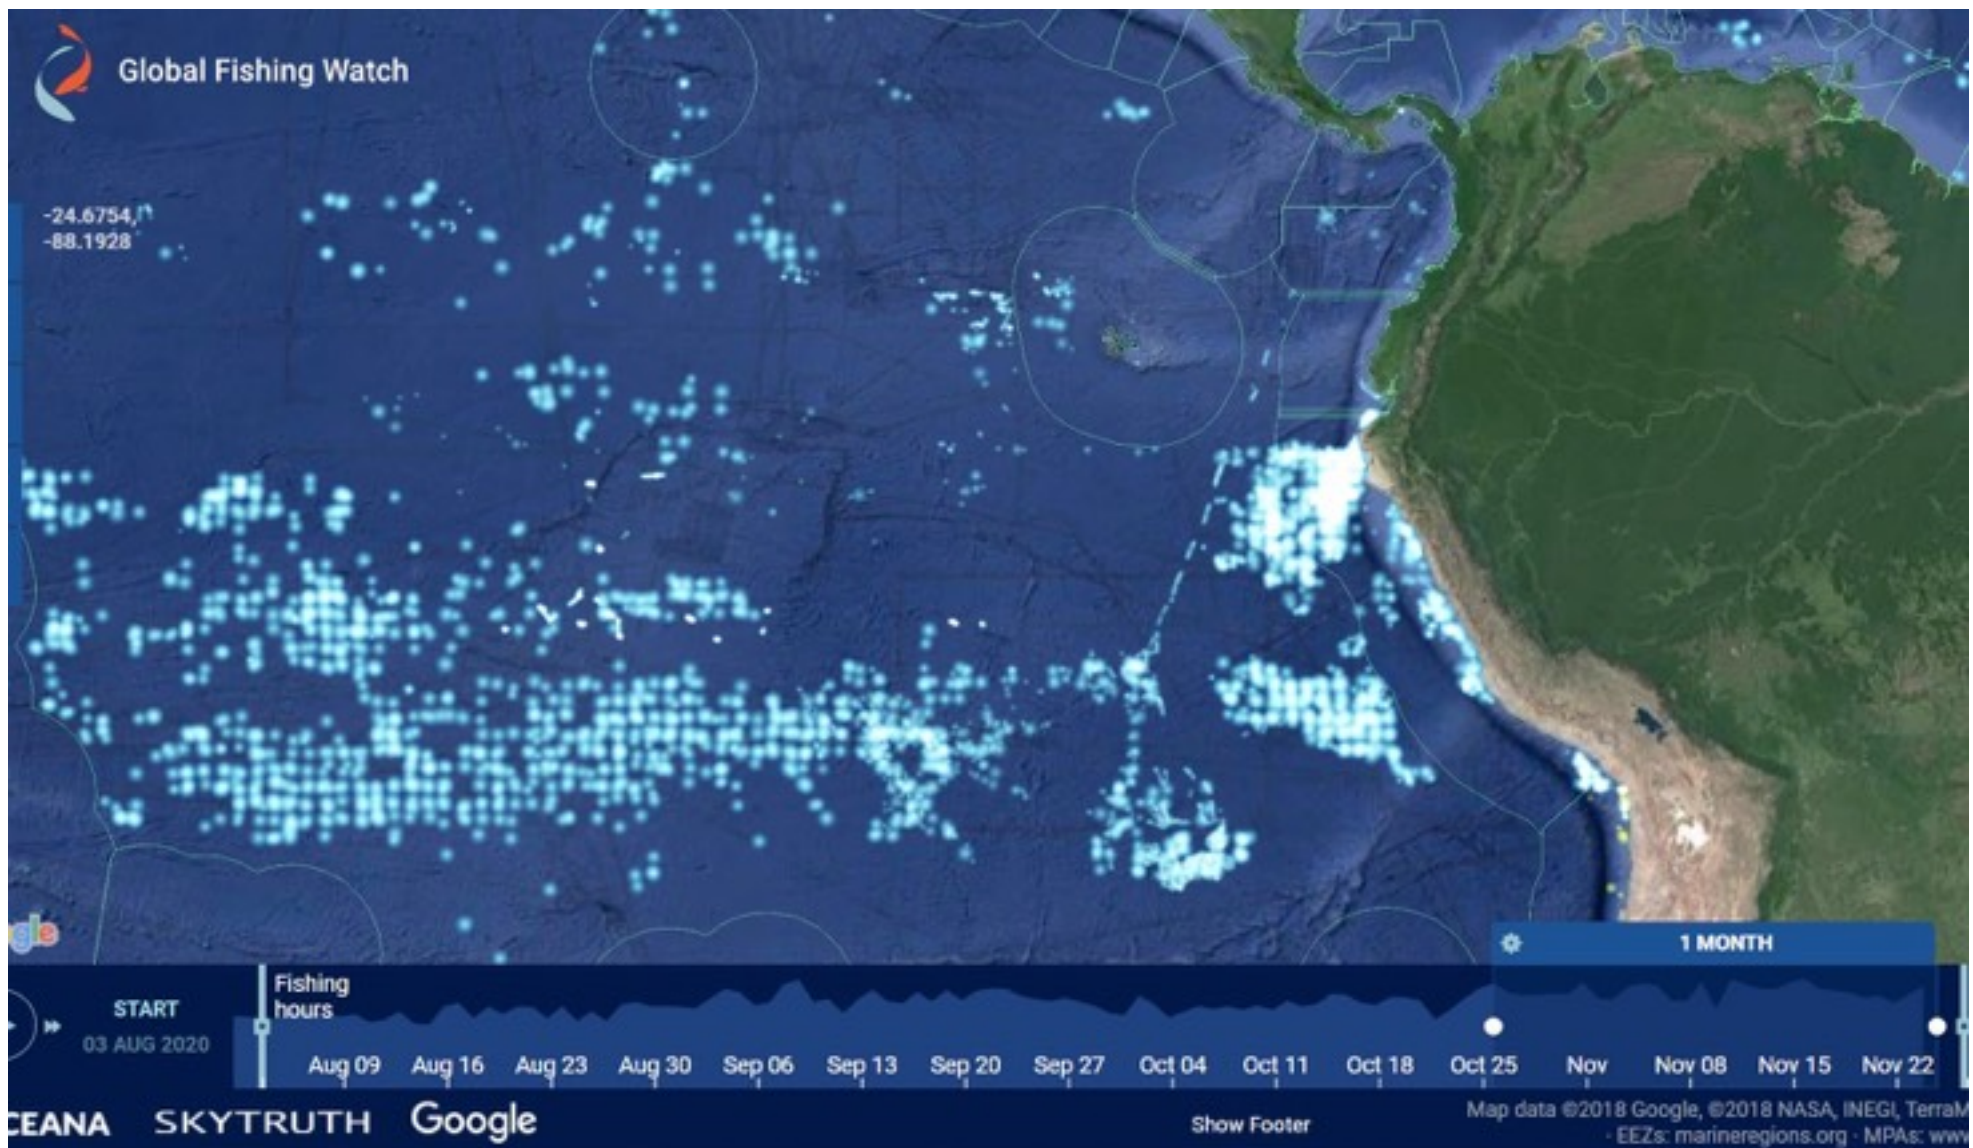 Global Fishing Watch
-24.6754,
-88.1928
gle
1 MONTH
Fishing
hours
START
03 AUG 2020
Aug 09 Aug 16 Aug 23 Aug 30 Sep 06 Sep 13 Sep 20 Sep 27 Oct 04 Oct 11 Oct 18 Oct 25 Nov Nov 08 Nov 15 Nov 22
CEANA SKYTRUTH Google
Show Footer
Map data ©2018 Google, ©2018 NASA, INEGI, TerraM
· EEZs: marineregions.org · MPAs: www